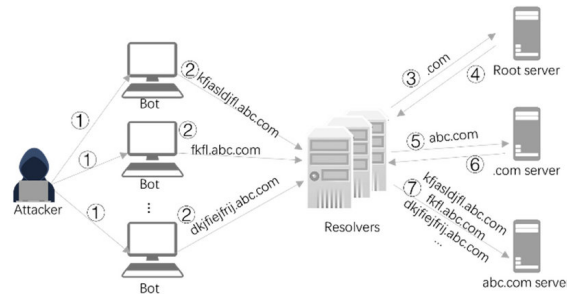 ① 
② kfjasldjfl.abc.com
Bot
③ .com
④
Root server
①
②
fkfl.abc.com
Bot
⑤ abc.com
⑥
.com server
Attacker
①
⋮
② dkjfiejfrij.abc.com
Bot
Resolvers
⑦ kfjasldjfl.abc.com
fkfl.abc.com
dkjfiejfrij.abc.com
...
abc.com serve